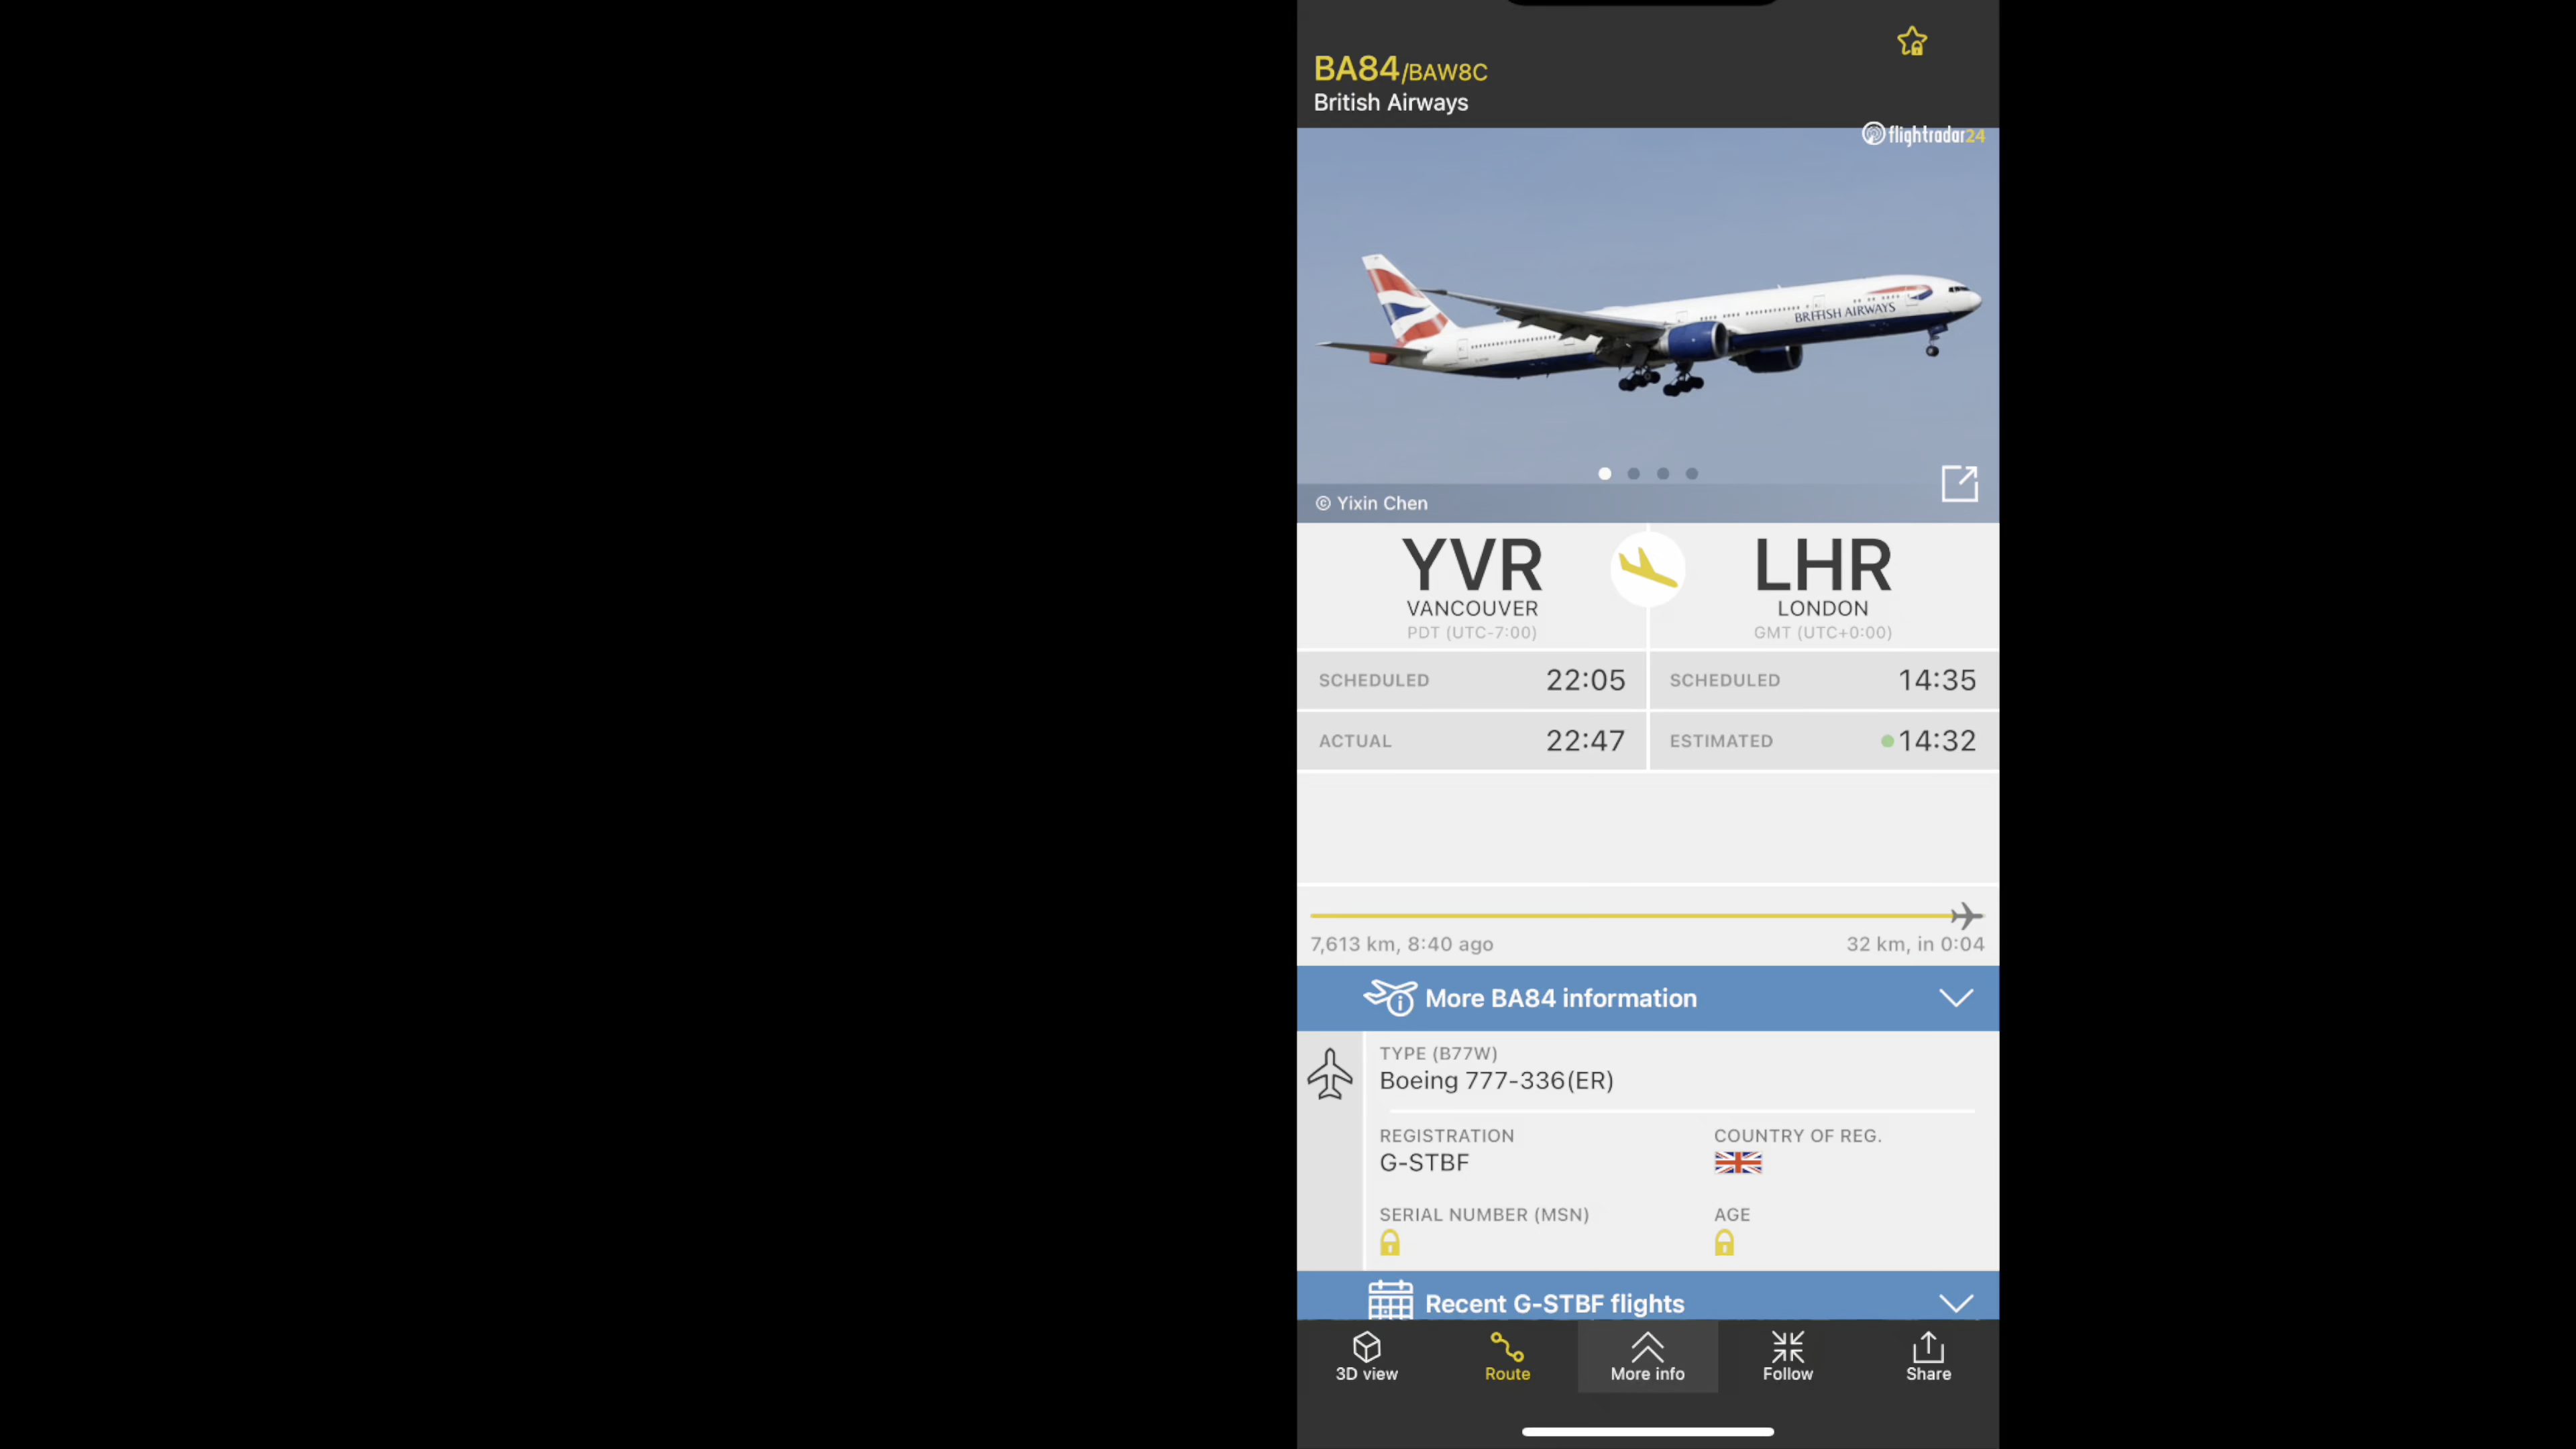 BA84/BAW8C
British Airways
flightradar24
BRITISH AIRWAYS
© Yixin Chen
YVR
VANCOUVER
PDT (UTC-7:00)
LHR
LONDON
GMT (UTC+0:00)
SCHEDULED 22:05
SCHEDULED 14:35
ACTUAL 22:47
ESTIMATED 14:32
7,613 km, 8:40 ago
32 km, in 0:04
More BA84 information
TYPE (B77W)
Boeing 777-336(ER)
REGISTRATION
G-STBF
COUNTRY OF REG.
SERIAL NUMBER (MSN)
AGE
Recent G-STBF flights
3D view
Route
More info
Follow
Share